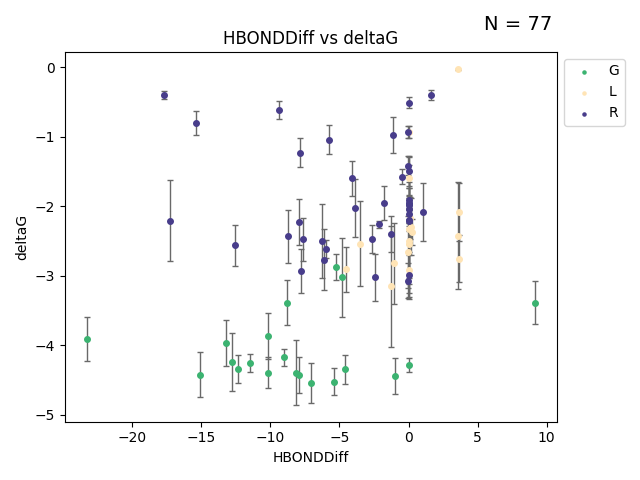 N = 77
HBONDDiff vs deltaG
G
L
R
deltaG
0
−1
−2
−3
−4
−5
−20
−15
−10
−5
0
5
10
HBONDDiff